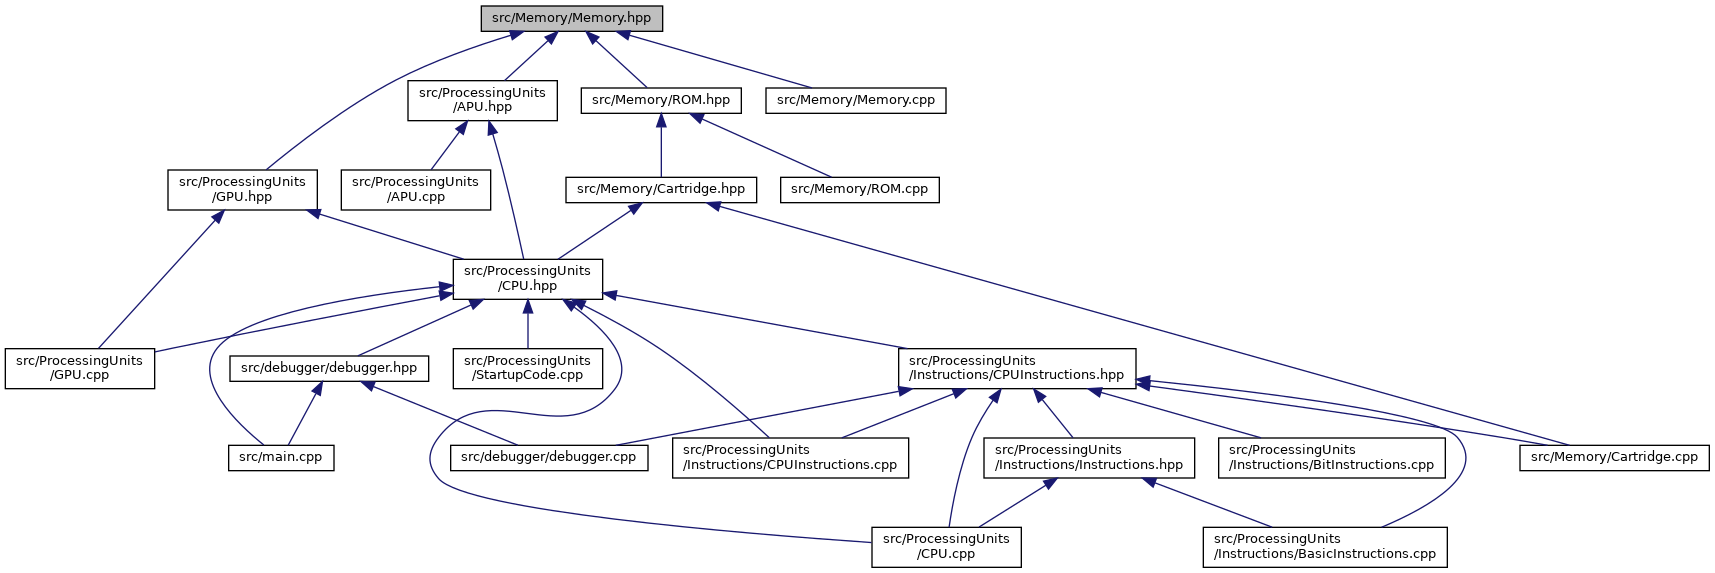 src/Memory/Memory.hpp
src/ProcessingUnits
/APU.hpp
src/Memory/ROM.hpp
src/Memory/Memory.cpp
src/ProcessingUnits
/GPU.hpp
src/ProcessingUnits
/APU.cpp
src/Memory/Cartridge.hpp
src/Memory/ROM.cpp
src/ProcessingUnits
/CPU.hpp
src/ProcessingUnits
/GPU.cpp
src/debugger/debugger.hpp
src/ProcessingUnits
/StartupCode.cpp
src/ProcessingUnits
/Instructions/CPUInstructions.hpp
src/main.cpp
src/debugger/debugger.cpp
src/ProcessingUnits
/Instructions/CPUInstructions.cpp
src/ProcessingUnits
/Instructions/Instructions.hpp
src/ProcessingUnits
/Instructions/BitInstructions.cpp
src/Memory/Cartridge.cpp
src/ProcessingUnits
/CPU.cpp
src/ProcessingUnits
/Instructions/BasicInstructions.cpp